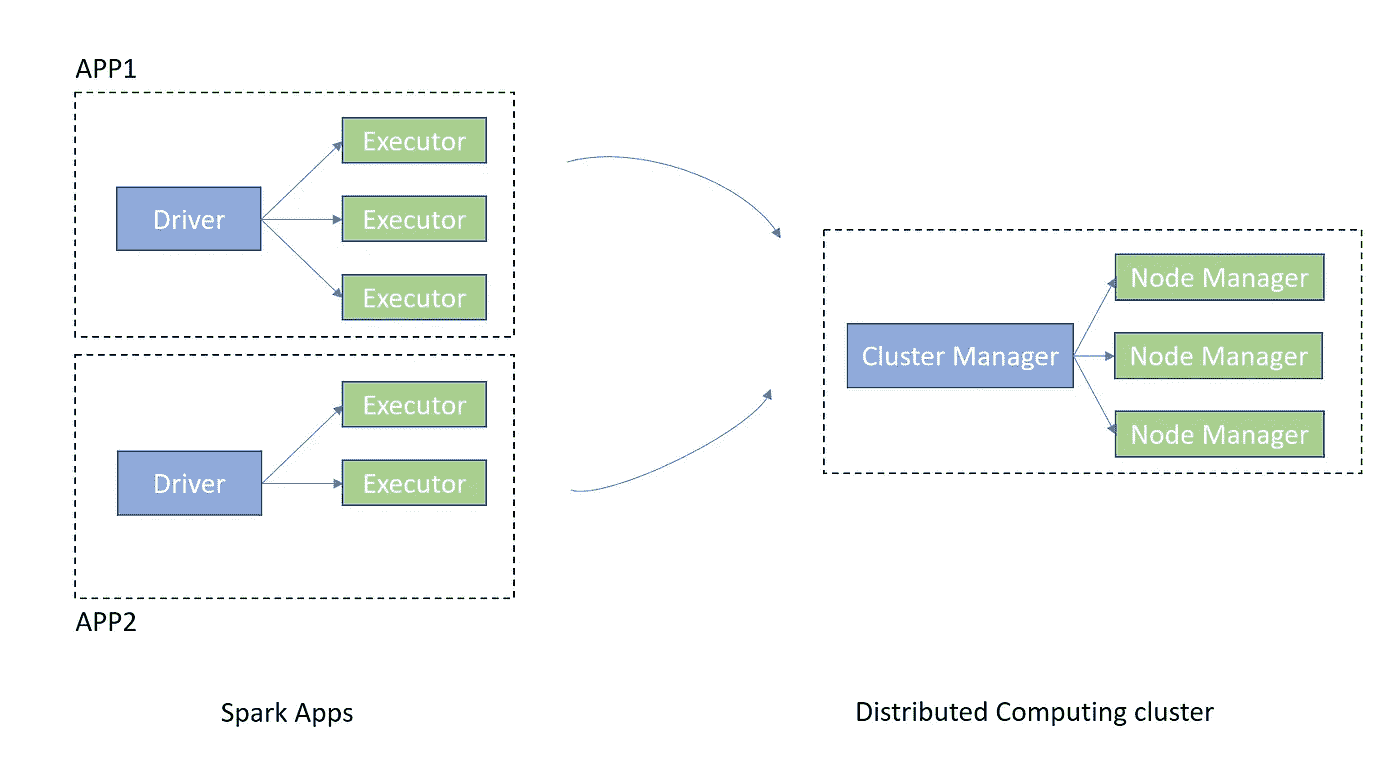 APP1
Driver
Executor
Executor
Executor
Driver
Executor
Executor
APP2
Spark Apps
Cluster Manager
Node Manager
Node Manager
Node Manager
Distributed Computing cluster